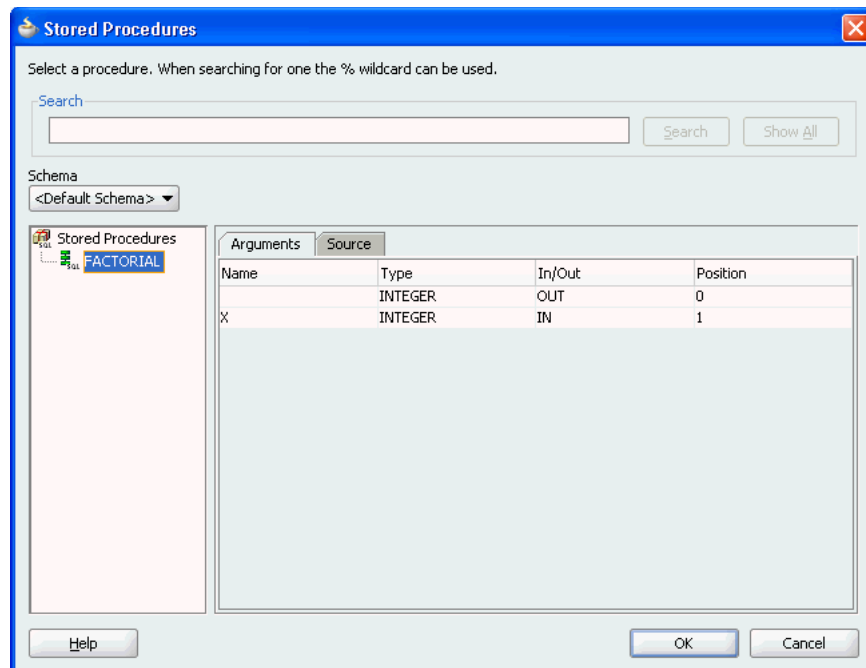 Stored Procedures
Select a procedure. When searching for one the % wildcard can be used.
Search
Search Show All
Schema
<Default Schema>
Stored Procedures
SQL
FACTORIAL
SQL
Arguments Source
Name Type In/Out Position
INTEGER OUT 0
X INTEGER IN 1
Help OK Cancel